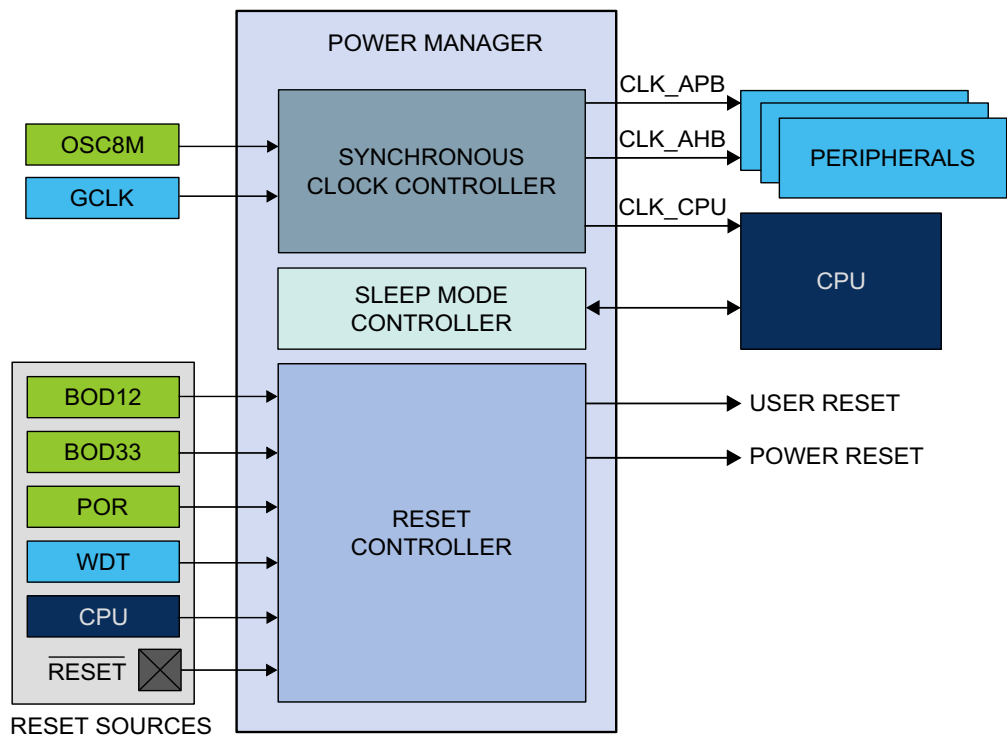 POWER MANAGER
OSC8M
GCLK
SYNCHRONOUS
CLOCK CONTROLLER
CLK_APB
CLK_AHB
CLK_CPU
PERIPHERALS
CPU
SLEEP MODE
CONTROLLER
BOD12
BOD33
POR
WDT
CPU
RESET
RESET SOURCES
RESET
CONTROLLER
USER RESET
POWER RESET